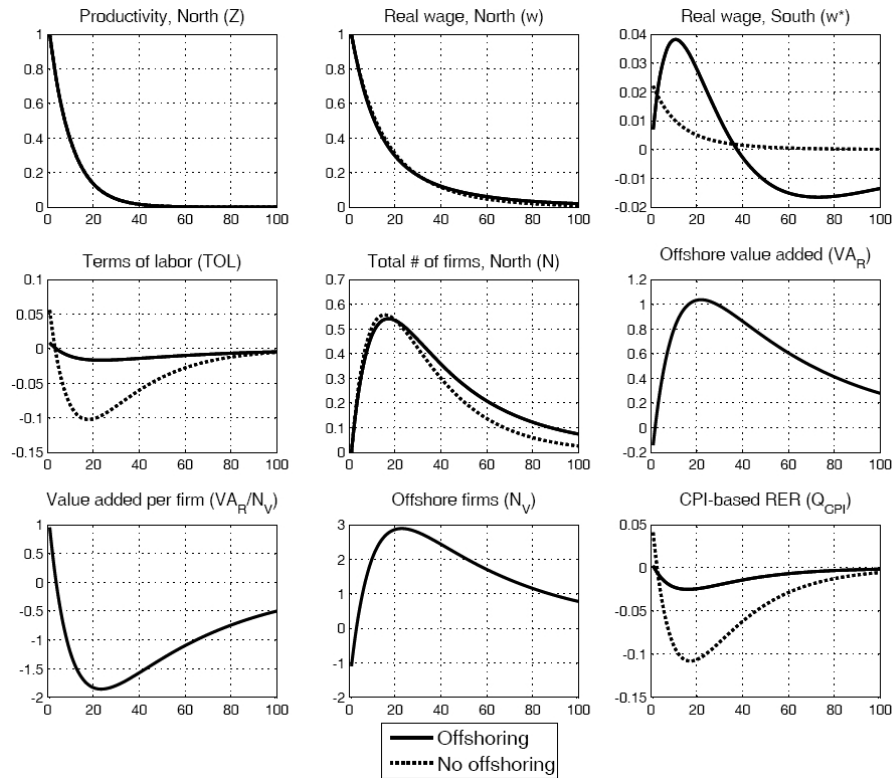 Productivity, North (Z)
1
0.8
0.6
0.4
0.2
0
0 20 40 60 80 100
Real wage, North (w)
1
0.8
0.6
0.4
0.2
0
0 20 40 60 80 100
Real wage, South (w*)
0.04
0.03
0.02
0.01
0
-0.01
-0.02
0 20 40 60 80 100
Terms of labor (TOL)
0.1
0.05
0
-0.05
-0.1
-0.15
0 20 40 60 80 100
Total # of firms, North (N)
0.7
0.6
0.5
0.4
0.3
0.2
0.1
0
0 20 40 60 80 100
Offshore value added (VA_R)
1.2
1
0.8
0.6
0.4
0.2
0
-0.2
0 20 40 60 80 100
Value added per firm (VA_R/N_V)
1
0.5
0
-0.5
-1
-1.5
-2
0 20 40 60 80 100
Offshore firms (N_V)
3
2
1
0
-1
-2
0 20 40 60 80 100
CPI-based RER (Q_CPI)
0.05
0
-0.05
-0.1
-0.15
0 20 40 60 80 100
Offshoring
No offshoring